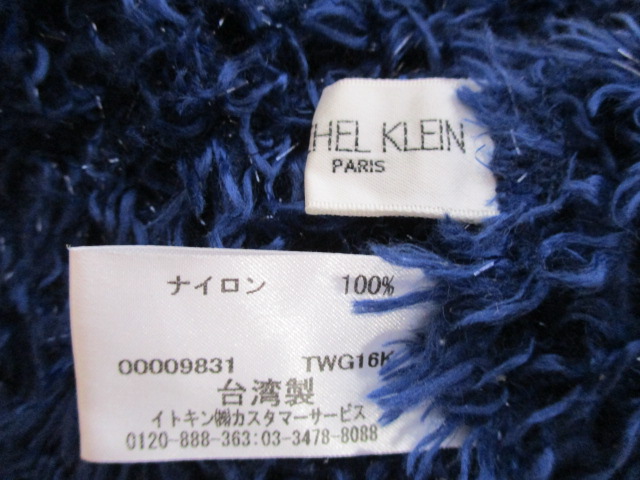 CHEL KLEIN
PARIS
ナイロン 100%
00009831 TWG16K
台湾製
イトキン㈱カスタマーサービス
0120-888-363:03-3478-8088